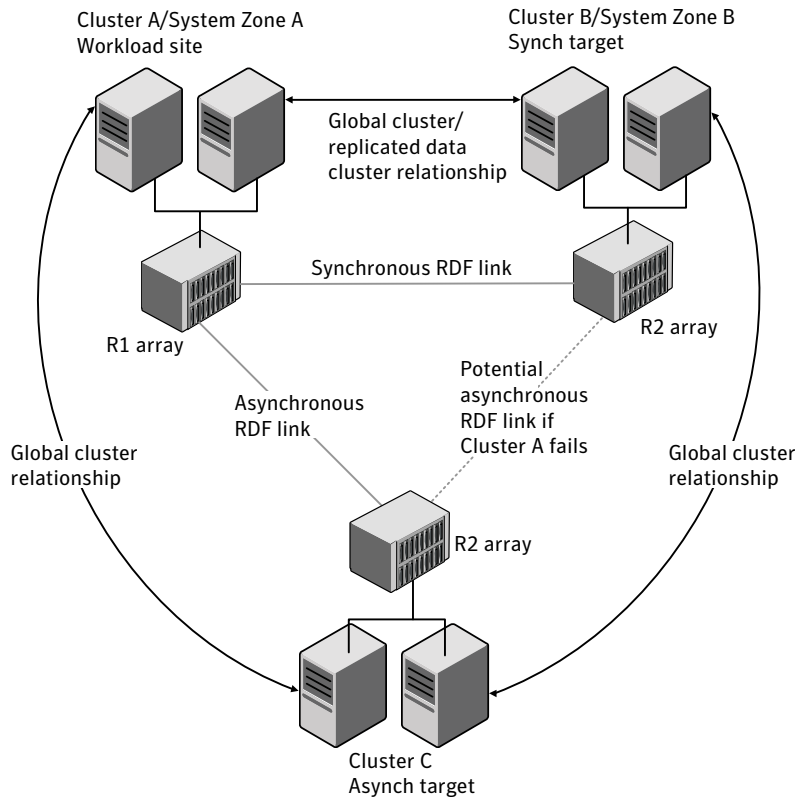 Cluster A/System Zone A
Workload site
Cluster B/System Zone B
Synch target
Global cluster/
replicated data
cluster relationship
Synchronous RDF link
R1 array
R2 array
Asynchronous
RDF link
Potential
asynchronous
RDF link if
Cluster A fails
Global cluster
relationship
Global cluster
relationship
R2 array
Cluster C
Asynch target